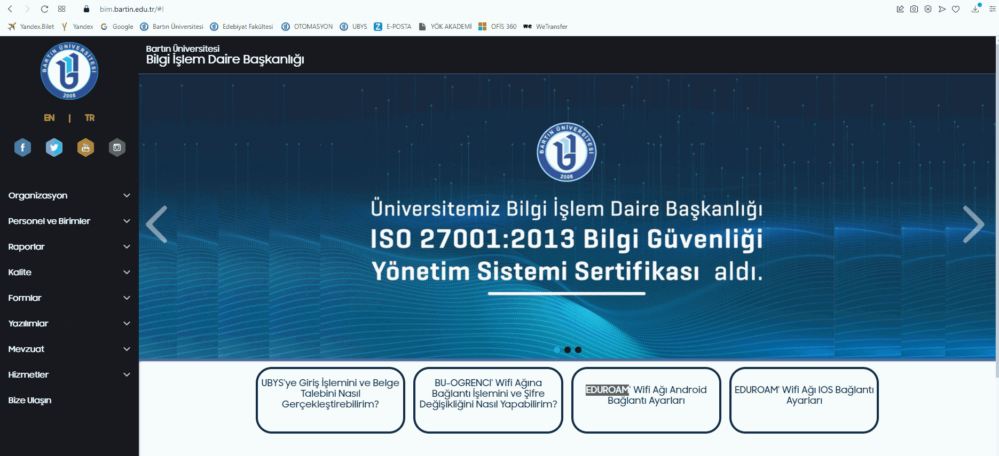 bim.bartin.edu.tr/#!
Yandex.Bilet Yandex Google Bartın Üniversitesi Edebiyat Fakültesi OTOMASYON UBYS E-POSTA YÖK AKADEMİ OFİS 360 WeTransfer
BARTIN ÜNİVERSİTESİ
2008
EN | TR
You
Organizasyon
Personel ve Birimler
Raporlar
Kalite
Formlar
Yazılımlar
Mevzuat
Hizmetler
Bize Ulaşın
Bartın Üniversitesi
Bilgi İşlem Daire Başkanlığı
BARTIN ÜNİVERSİTESİ
2008
Üniversitemiz Bilgi İşlem Daire Başkanlığı
ISO 27001:2013 Bilgi Güvenliği
Yönetim Sistemi Sertifikası aldı.
UBYS'ye Giriş İşlemini ve Belge
Talebini Nasıl
Gerçekleştirebilirim?
BU-OGRENCI' Wifi Ağına
Bağlantı İşlemini ve Şifre
Değişikliğini Nasıl Yapabilirim?
EDUROAM' Wifi Ağı Android
Bağlantı Ayarları
EDUROAM' Wifi Ağı IOS Bağlantı
Ayarları